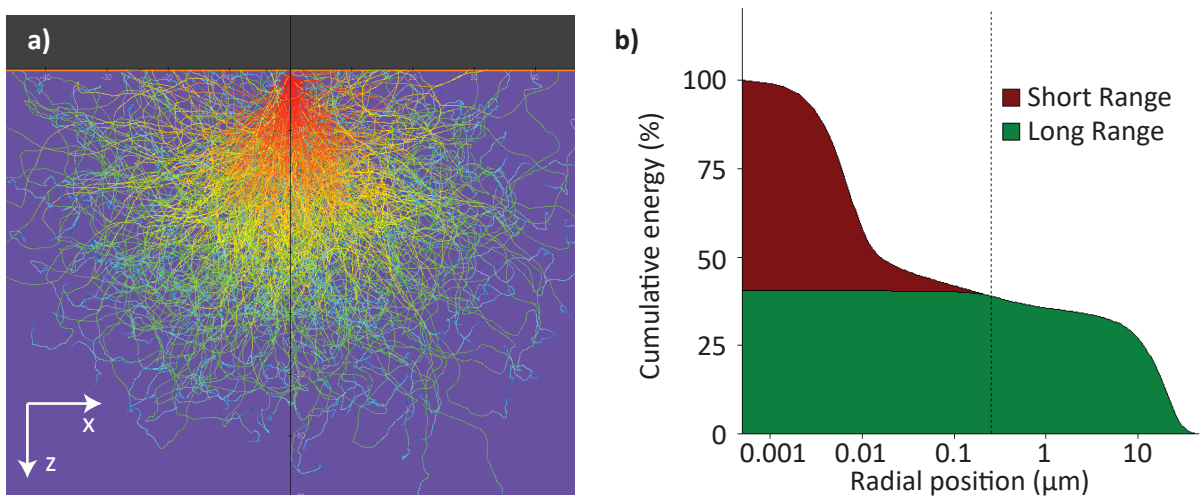 a)
x
z
b)
Cumulative energy (%)
100
75
50
25
0
Short Range
Long Range
0.001
0.01
0.1
1
10
Radial position (μm)